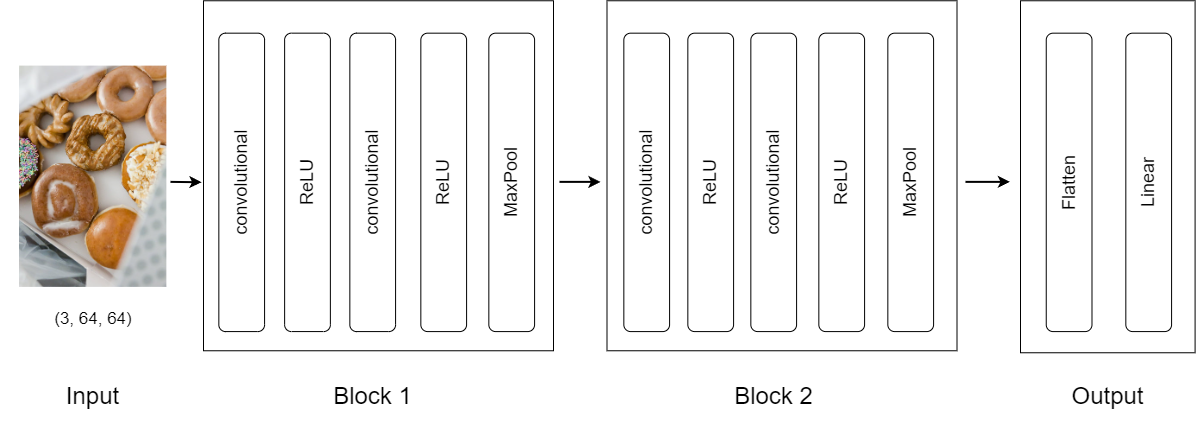 convolutional
ReLU
convolutional
ReLU
MaxPool
convolutional
ReLU
convolutional
ReLU
MaxPool
Flatten
Linear
(3, 64, 64)
Input
Block 1
Block 2
Output